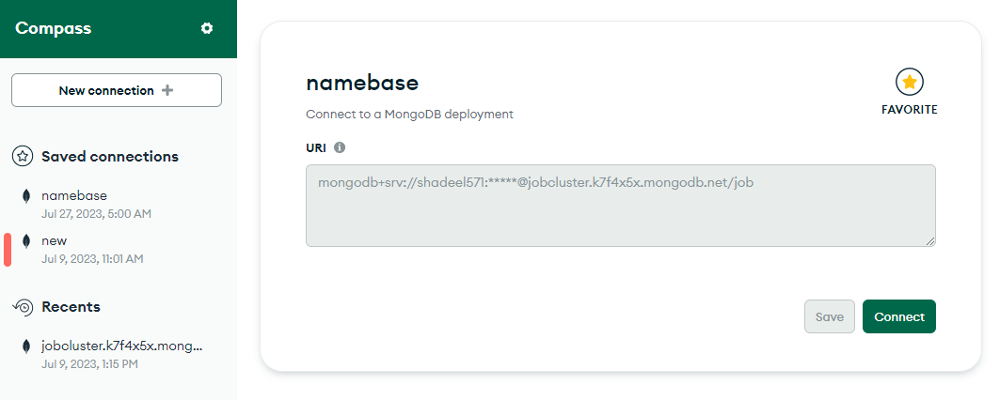 Compass
New connection
Saved connections
namebase
Jul 27, 2023, 5:00 AM
new
Jul 9, 2023, 11:01 AM
Recents
jobcluster.k7f4x5x.mong...
Jul 9, 2023, 1:15 PM
namebase
FAVORITE
Connect to a MongoDB deployment
URI
mongodb+srv://shadeel571:*****@jobcluster.k7f4x5x.mongodb.net/job
Save
Connect